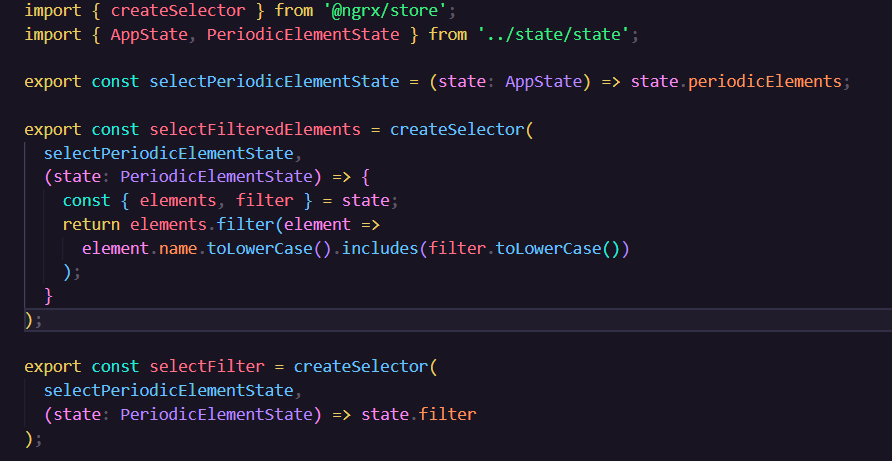 import { createSelector } from '@ngrx/store';
import { AppState, PeriodicElementState } from '../state/state';
export const selectPeriodicElementState = (state: AppState) => state.periodicElements;
export const selectFilteredElements = createSelector(
  selectPeriodicElementState,
  (state: PeriodicElementState) => {
    const { elements, filter } = state;
    return elements.filter(element =>
      element.name.toLowerCase().includes(filter.toLowerCase())
    );
  }
);
export const selectFilter = createSelector(
  selectPeriodicElementState,
  (state: PeriodicElementState) => state.filter
);